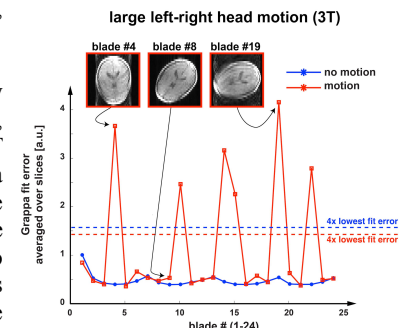 large left-right head motion (3T)
blade #4
blade #8
blade #19
no motion
motion
Grappa fit error
averaged over slices [a.u.]
4
3
2
1
0
4x lowest fit error
4x lowest fit error
0 5 10 15 20 25
blade # (1-24)